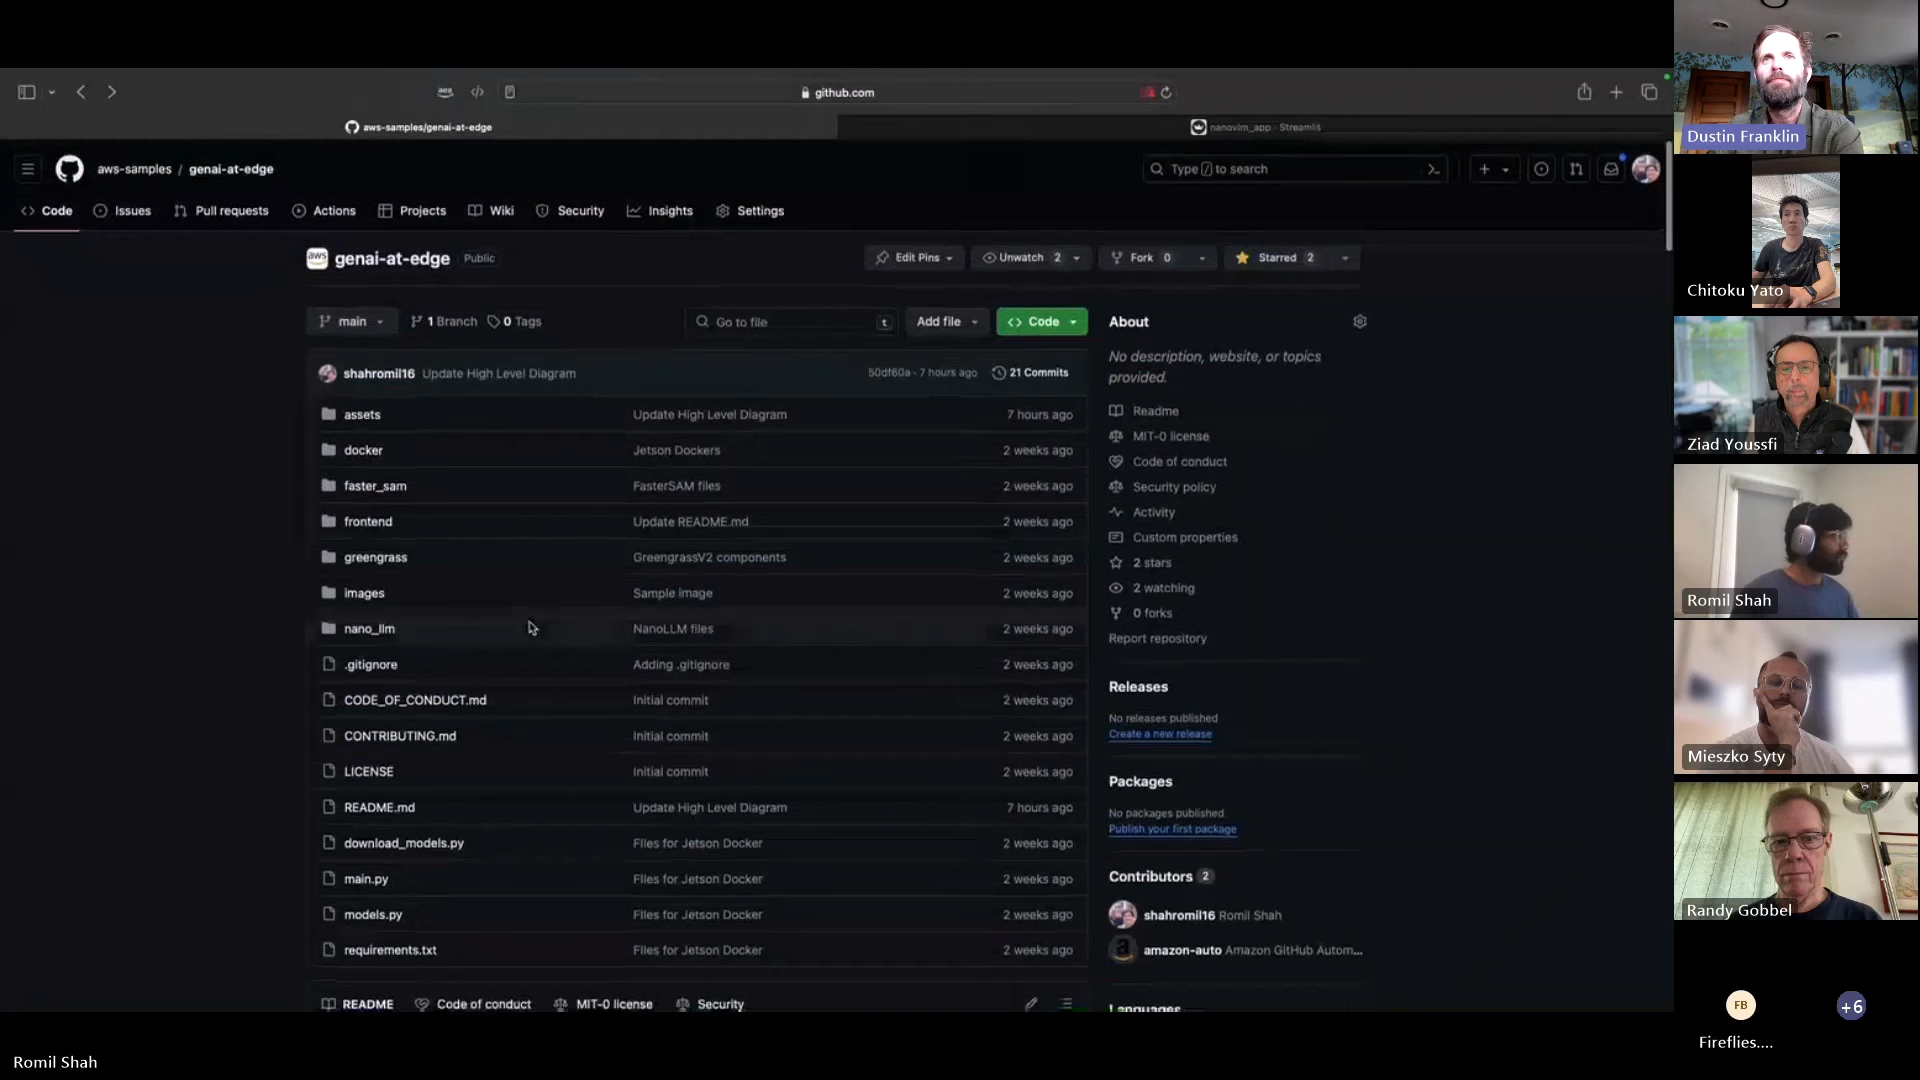 github.com
aws-samples/genai-at-edge
nanovlm_app · Streamlit
aws-samples / genai-at-edge
Type / to search
Code
Issues
Pull requests
Actions
Projects
Wiki
Security
Insights
Settings
aws
genai-at-edge
Public
Edit Pins
Unwatch 2
Fork 0
Starred 2
main
1 Branch
0 Tags
Go to file
t
Add file
Code
shahromil16 Update High Level Diagram 50df60a · 7 hours ago 21 Commits
assets Update High Level Diagram 7 hours ago
docker Jetson Dockers 2 weeks ago
faster_sam FasterSAM files 2 weeks ago
frontend Update README.md 2 weeks ago
greengrass GreengrassV2 components 2 weeks ago
images Sample image 2 weeks ago
nano_llm NanoLLM files 2 weeks ago
.gitignore Adding .gitignore 2 weeks ago
CODE_OF_CONDUCT.md Initial commit 2 weeks ago
CONTRIBUTING.md Initial commit 2 weeks ago
LICENSE Initial commit 2 weeks ago
README.md Update High Level Diagram 7 hours ago
download_models.py Files for Jetson Docker 2 weeks ago
main.py Files for Jetson Docker 2 weeks ago
models.py Files for Jetson Docker 2 weeks ago
requirements.txt Files for Jetson Docker 2 weeks ago
README
Code of conduct
MIT-0 license
Security
About
No description, website, or topics
provided.
Readme
MIT-0 license
Code of conduct
Security policy
Activity
Custom properties
2 stars
2 watching
0 forks
Report repository
Releases
No releases published
Create a new release
Packages
No packages published
Publish your first package
Contributors 2
shahromil16 Romil Shah
amazon-auto Amazon GitHub Autom...
Languages
Dustin Franklin
Chitoku Yato
Ziad Youssfi
Romil Shah
Mieszko Syty
Randy Gobbel
FB
+6
Fireflies....
Romil Shah